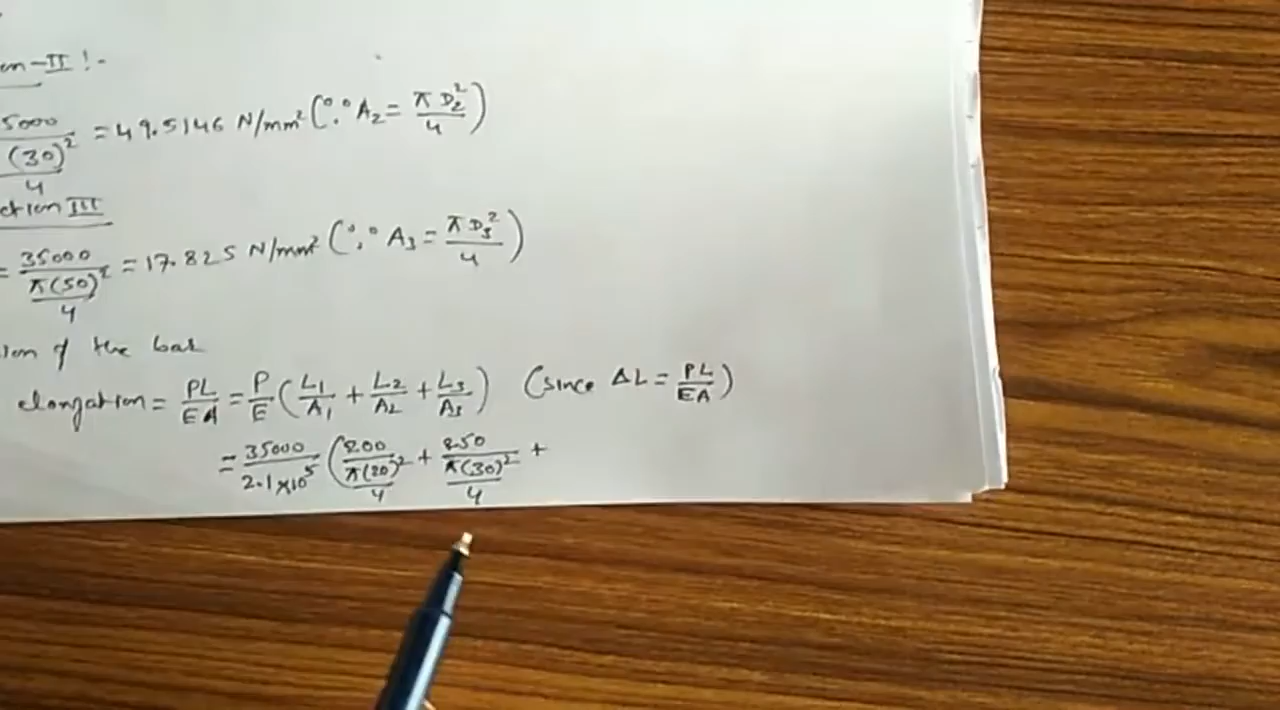 en-II !-
5000/(30)²/4 = 49.5146 N/mm² (∵ A₂ = πD₂²/4)
ction III
= 35000/π(50)²/4 = 17.825 N/mm² (∵ A₃ = πD₃²/4)
ion of the bar
elongation = PL/EA = P/E (L₁/A₁ + L₂/A₂ + L₃/A₃) (since ΔL = PL/EA)
= 35000/2.1×10⁵ (200/π(20)²/4 + 250/π(30)²/4 +